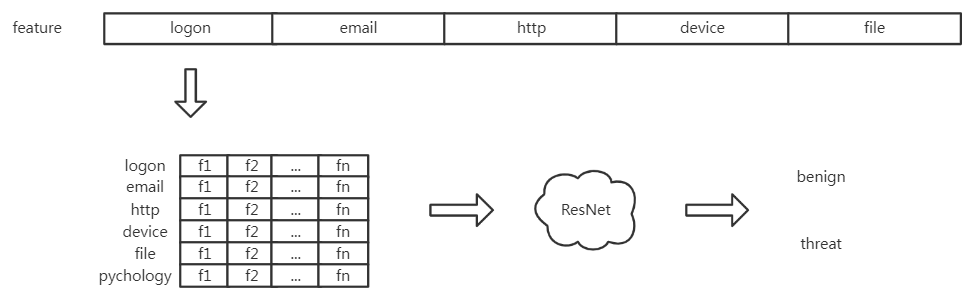 feature logon email http device file
logon f1 f2 ... fn
email f1 f2 ... fn
http f1 f2 ... fn
device f1 f2 ... fn
file f1 f2 ... fn
pychology f1 f2 ... fn
ResNet
benign
threat